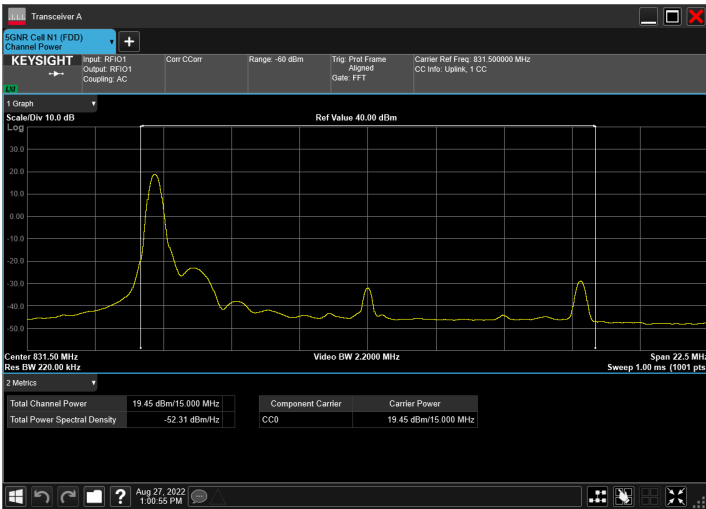 Transceiver A
5GNR Cell N1 (FDD)
Channel Power
KEYSIGHT
LXI
Input: RFIO1
Output: RFIO1
Coupling: AC
Corr CCorr
Range: -60 dBm
Trig: Prot Frame
Aligned
Gate: FFT
Carrier Ref Freq: 831.500000 MHz
CC Info: Uplink, 1 CC
1 Graph
Scale/Div 10.0 dB
Ref Value 40.00 dBm
Log
30.0
20.0
10.0
0.00
-10.0
-20.0
-30.0
-40.0
-50.0
Center 831.50 MHz
Video BW 2.2000 MHz
Span 22.5 MHz
Res BW 220.00 kHz
Sweep 1.00 ms (1001 pts
2 Metrics
Total Channel Power 19.45 dBm/15.000 MHz
Total Power Spectral Density -52.31 dBm/Hz
Component Carrier Carrier Power
CC0 19.45 dBm/15.000 MHz
?
Aug 27, 2022
1:00:55 PM